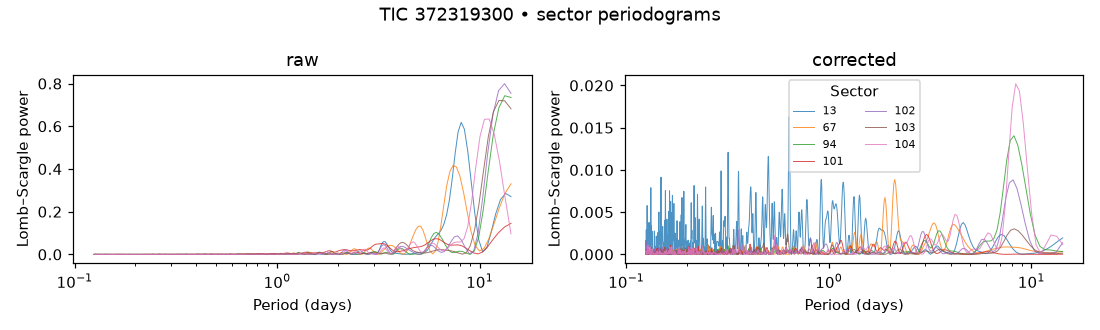 TIC 372319300 • sector periodograms
raw
corrected
Lomb–Scargle power
0.8
0.6
0.4
0.2
0.0
10⁻¹
10⁰
10¹
Period (days)
Lomb–Scargle power
0.020
0.015
0.010
0.005
0.000
10⁻¹
10⁰
10¹
Period (days)
Sector
13
67
94
101
102
103
104